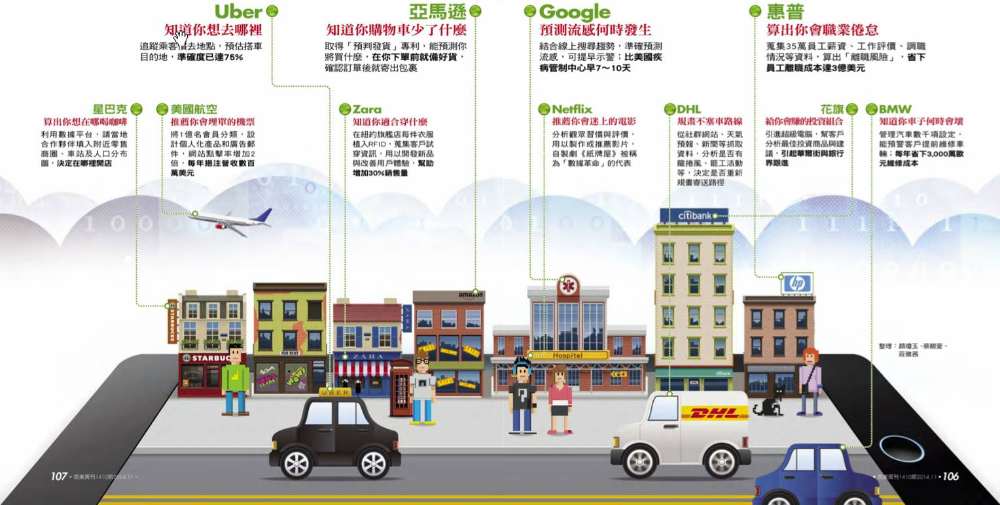 Uber
知道你想去哪裡
追蹤乘客慣去地點，預估搭車
目的地，準確度已達75%
亞馬遜
知道你購物車少了什麼
取得「預判發貨」專利，能預測你
將買什麼，在你下單前就備好貨，
確認訂單後就寄出包裹
Google
預測流感何時發生
結合線上搜尋趨勢，準確預測
流感，可提早示警；比美國疾
病管制中心早7～10天
惠普
算出你會職業倦怠
蒐集35萬員工薪資、工作評價、調職
情況等資料，算出「離職風險」，省下
員工離職成本達3億美元
星巴克
算出你想在哪喝咖啡
利用數據平台，請當地
合作夥伴填入附近零售
商圈、車站及人口分布
圖，決定在哪裡開店
美國航空
推薦你會埋單的機票
將1億名會員分類，設
計個人化產品和廣告郵
件，網站點擊率增加2
倍，每年挹注營收數百
萬美元
Zara
知道你適合穿什麼
在紐約旗艦店每件衣服
植入RFID，蒐集客戶試
穿資訊，用以開發新品
與改善用戶體驗，幫助
增加30%銷售量
Netflix
推薦你會迷上的電影
分析觀眾習慣與評價，
用以製作或推薦影片，
自製劇《紙牌屋》被稱
為「數據革命」的代表
DHL
規畫不塞車路線
從社群網站、天氣
預報、新聞等抓取
資料，分析是否有
龍捲風、罷工活動
等，決定是否重新
規畫寄送路徑
花旗
給你會賺的投資組合
引進超級電腦，幫客戶
分析最佳投資商品與建
議，引起華爾街與銀行
界跟進
BMW
知道你車子何時會壞
管理汽車數千項設定，
能預警客戶提前維修車
輛；每年省下3,000萬歐
元維修成本
citibank
hp
amazon
STARBUCKS
ZARA
FOR RENT
STARBUC
ZARA
Hospital
citibank
WOW!
SALE!
SALE!
SALE!
UBER
DHL
整理：顏瓊玉、蔡靚萱、
莊雅茜
107 • 商業周刊1410期2014.11 •
• 商業周刊1410期2014.11 • 106